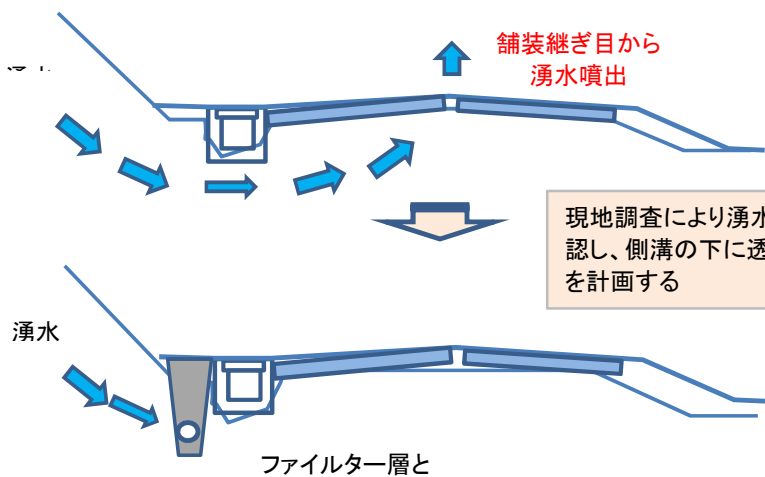 舗装継ぎ目から
湧水噴出
現地調査により湧水
認し、側溝の下に透
を計画する
湧水
ファイルター層と